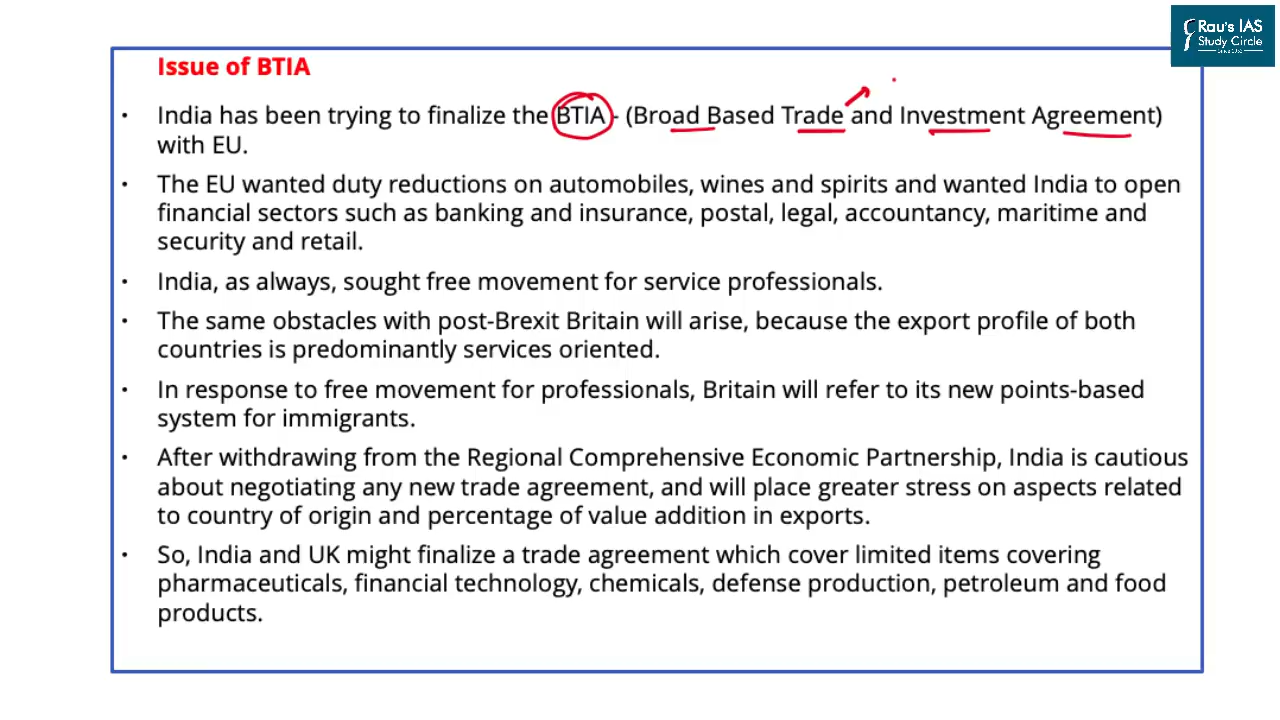 Rau's IAS
Study Circle
Issue of BTIA
• India has been trying to finalize the BTIA - (Broad Based Trade and Investment Agreement)
with EU.
• The EU wanted duty reductions on automobiles, wines and spirits and wanted India to open
financial sectors such as banking and insurance, postal, legal, accountancy, maritime and
security and retail.
• India, as always, sought free movement for service professionals.
• The same obstacles with post-Brexit Britain will arise, because the export profile of both
countries is predominantly services oriented.
• In response to free movement for professionals, Britain will refer to its new points-based
system for immigrants.
• After withdrawing from the Regional Comprehensive Economic Partnership, India is cautious
about negotiating any new trade agreement, and will place greater stress on aspects related
to country of origin and percentage of value addition in exports.
• So, India and UK might finalize a trade agreement which cover limited items covering
pharmaceuticals, financial technology, chemicals, defense production, petroleum and food
products.